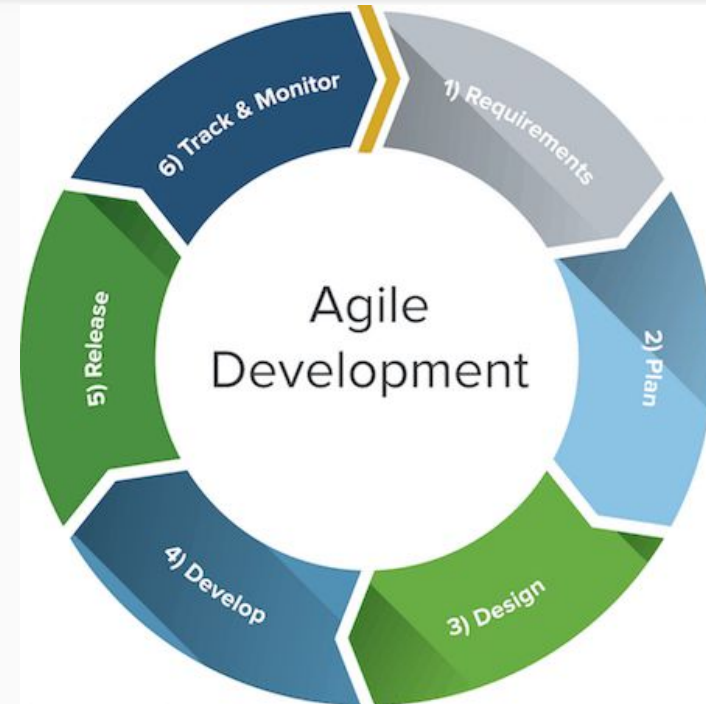 Agile
Development
1) Requirements
2) Plan
3) Design
4) Develop
5) Release
6) Track & Monitor